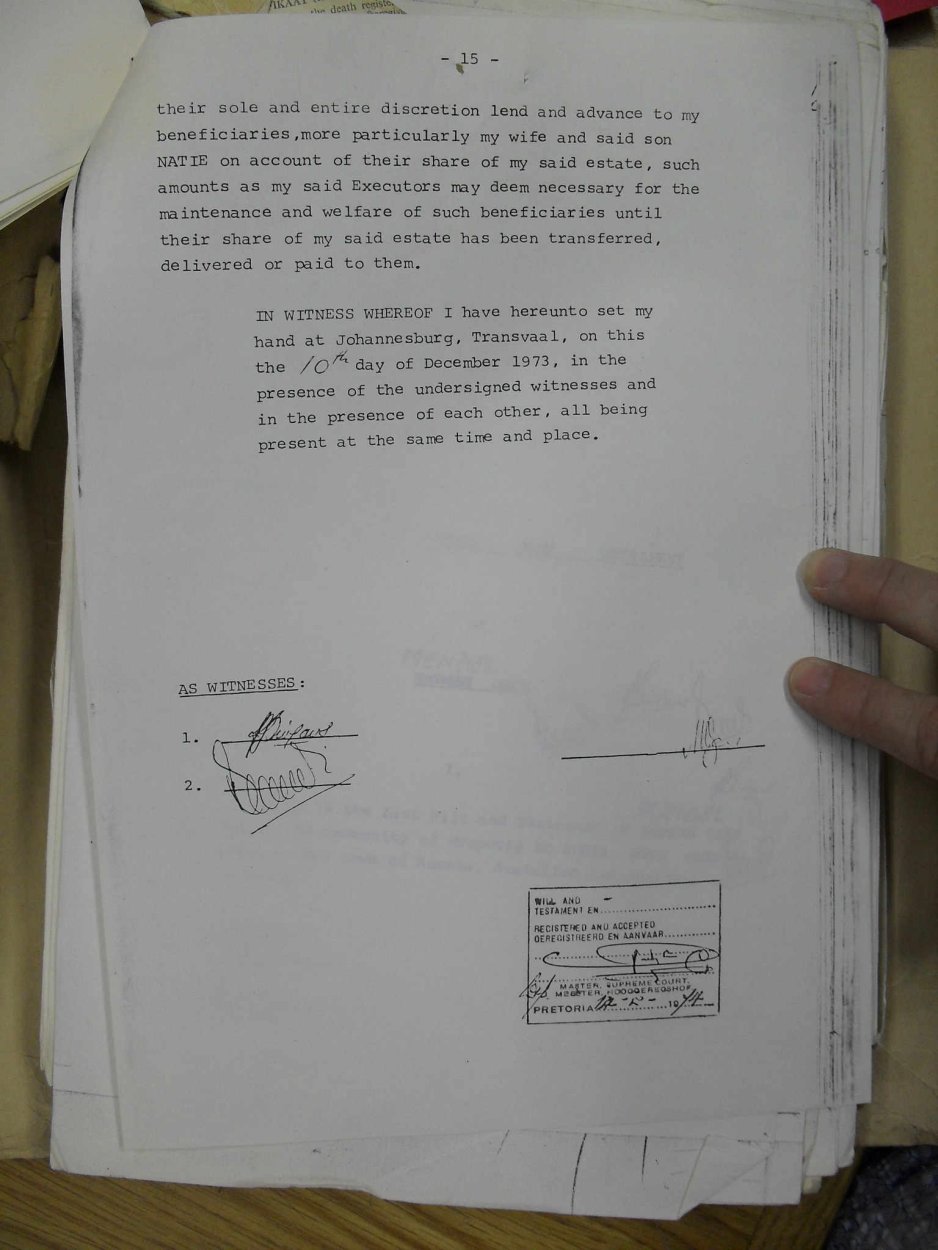 the death registe
- 15 -
their sole and entire discretion lend and advance to my
beneficiaries,more particularly my wife and said son
NATIE on account of their share of my said estate, such
amounts as my said Executors may deem necessary for the
maintenance and welfare of such beneficiaries until
their share of my said estate has been transferred,
delivered or paid to them.
IN WITNESS WHEREOF I have hereunto set my
hand at Johannesburg, Transvaal, on this
the 10th day of December 1973, in the
presence of the undersigned witnesses and
in the presence of each other, all being
present at the same time and place.
AS WITNESSES:
1.
2.
WILL AND
TESTAMENT EN
REGISTERED AND ACCEPTED
GEREGISTREERD EN AANVAAR
MASTER, SUPREME COURT
MEESTER, HOOGGEREGSHOF
PRETORIA 1974